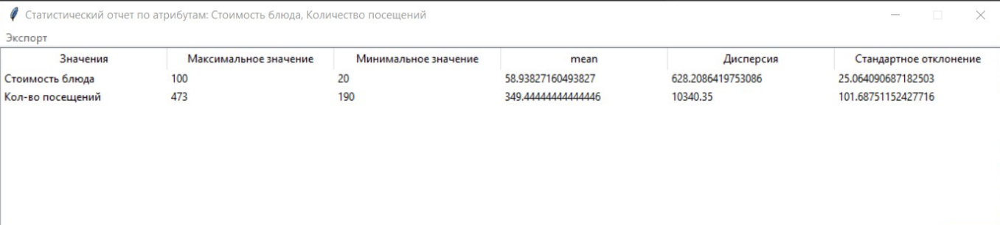 Статистический отчет по атрибутам: Стоимость блюда, Количество посещений
Экспорт
Значения Максимальное значение Минимальное значение mean Дисперсия Стандартное отклонение
Стоимость блюда 100 20 58.93827160493827 628.2086419753086 25.064090687182503
Кол-во посещений 473 190 349.44444444444446 10340.35 101.68751152427716